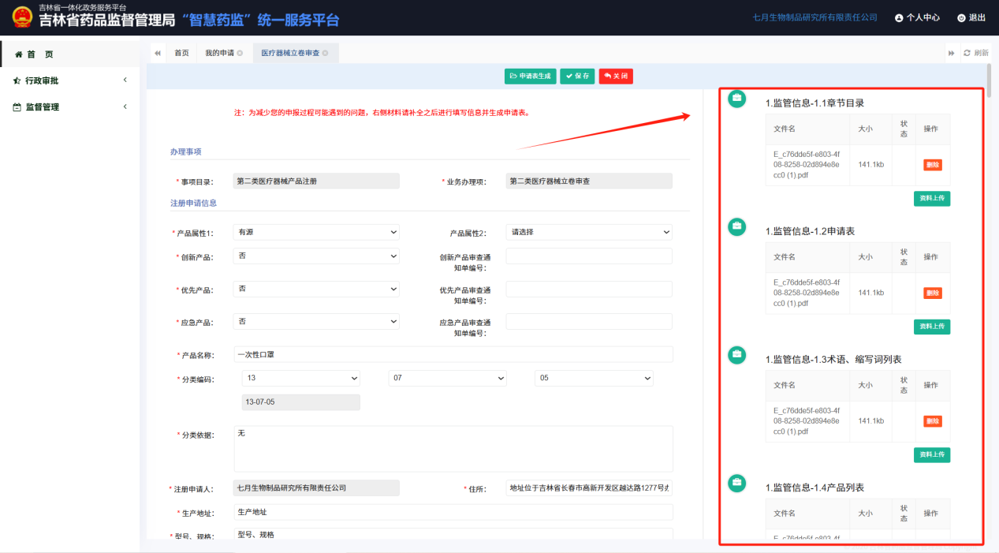 吉林省一体化政务服务平台
吉林省药品监督管理局 “智慧药监” 统一服务平台
七月生物制品研究所有限责任公司 个人中心 退出
首 页
行政审批
监督管理
首页 我的申请 医疗器械立卷审查 刷新
申请表生成 保 存 关 闭
注：为减少您的申报过程可能遇到的问题，右侧材料请补全之后进行填写信息并生成申请表。
办理事项
* 事项目录： 第二类医疗器械产品注册 * 业务办理项： 第二类医疗器械立卷审查
注册申请信息
* 产品属性1： 有源 产品属性2： 请选择
* 创新产品： 否 创新产品审查通
知单编号：
* 优先产品： 否 优先产品审查通
知单编号：
* 应急产品： 否 应急产品审查通
知单编号：
* 产品名称： 一次性口罩
* 分类编码： 13 07 05
13-07-05
* 分类依据： 无
* 注册申请人： 七月生物制品研究所有限责任公司 * 住所： 地址位于吉林省长春市高新开发区越达路1277号
* 生产地址： 生产地址
* 型号、规格： 型号、规格
1.监管信息-1.1章节目录
文件名 大小 状
态 操作
E_c76dde5f-e803-4f
08-8258-02d894e8e
cc0 (1).pdf 141.1kb 删除
资料上传
1.监管信息-1.2申请表
文件名 大小 状
态 操作
E_c76dde5f-e803-4f
08-8258-02d894e8e
cc0 (1).pdf 141.1kb 删除
资料上传
1.监管信息-1.3术语、缩写词列表
文件名 大小 状
态 操作
E_c76dde5f-e803-4f
08-8258-02d894e8e
cc0 (1).pdf 141.1kb 删除
资料上传
1.监管信息-1.4产品列表
文件名 大小 状
态 操作
E_c76dde5f-e803-4f